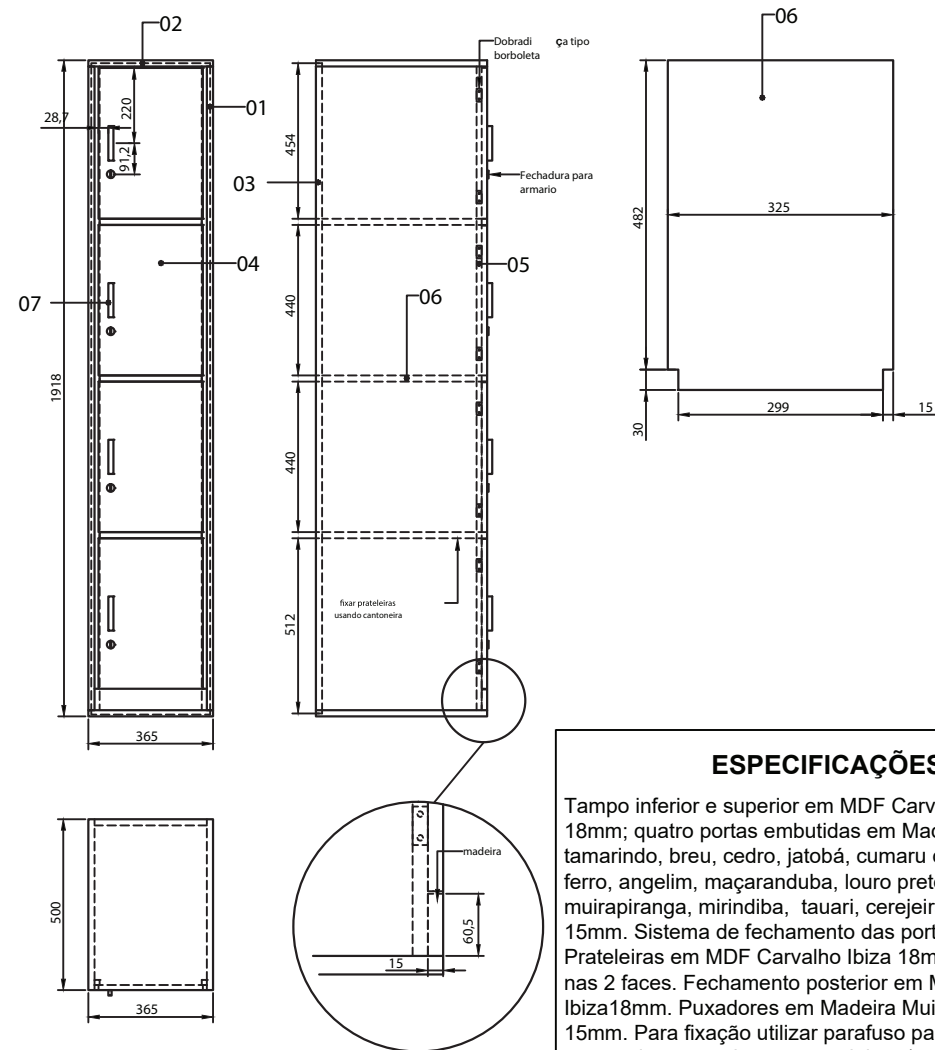 02
01
28,7
220
91,2
04
07
1918
365
Dobradi ça tipo
borboleta
454
03
Fechadura para
armario
05
440
06
440
fixar prateleiras
usando cantoneira
512
06
482
325
299
15
30
500
365
madeira
60,5
15
ESPECIFICAÇÕES
Tampo inferior e superior em MDF Carv
18mm; quatro portas embutidas em Mad
tamarindo, breu, cedro, jatobá, cumaru
ferro, angelim, maçaranduba, louro pret
muirapiranga, mirindiba, tauari, cerejeir
15mm. Sistema de fechamento das port
Prateleiras em MDF Carvalho Ibiza 18m
nas 2 faces. Fechamento posterior em M
Ibiza18mm. Puxadores em Madeira Mui
15mm. Para fixação utilizar parafuso pa